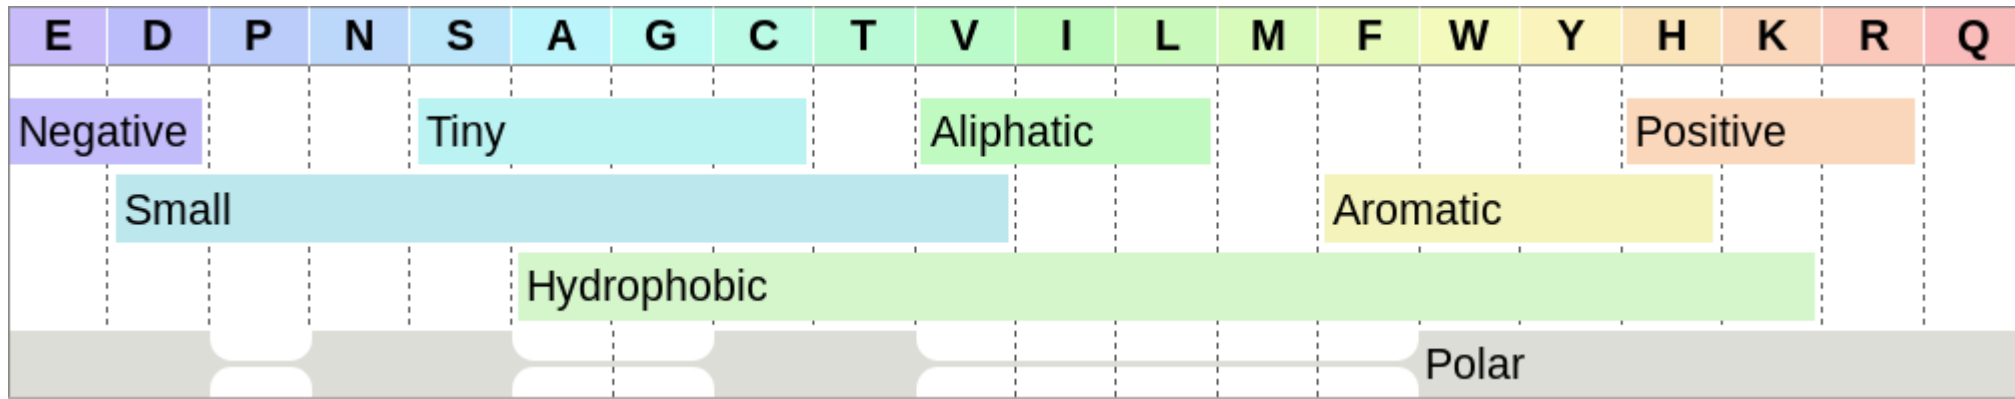 E D P N S A G C T V I L M F W Y H K R Q
Negative Tiny Aliphatic Positive
Small Aromatic
Hydrophobic
Polar